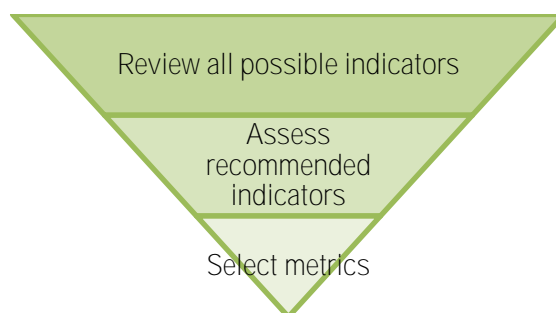 Review all possible indicators
Assess
recommended
indicators
Select metrics